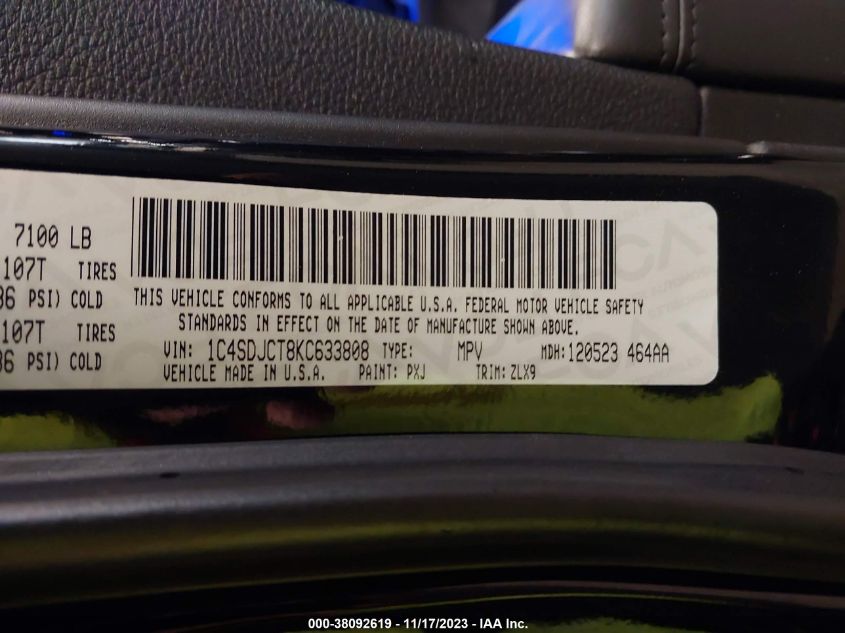 7100 LB
107T TIRES
36 PSI) COLD
THIS VEHICLE CONFORMS TO ALL APPLICABLE U.S.A. FEDERAL MOTOR VEHICLE SAFETY
107T TIRES
STANDARDS IN EFFECT ON THE DATE OF MANUFACTURE SHOWN ABOVE.
36 PSI) COLD
VIN: 1C4SDJCT8KC633808 TYPE: MPV MDH: 120523 464AA
VEHICLE MADE IN U.S.A. PAINT: PXJ TRIM: ZLX9
000-38092619 - 11/17/2023 - IAA Inc.